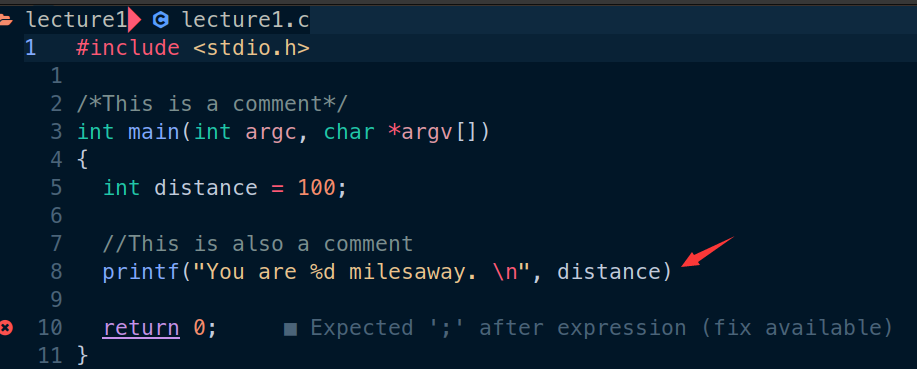 lecture1 lecture1.c
1 #include <stdio.h>
1
2 /*This is a comment*/
3 int main(int argc, char *argv[])
4 {
5 int distance = 100;
6
7 //This is also a comment
8 printf("You are %d milesaway. \n", distance)
9
10 return 0; ■ Expected ';' after expression (fix available)
11 }